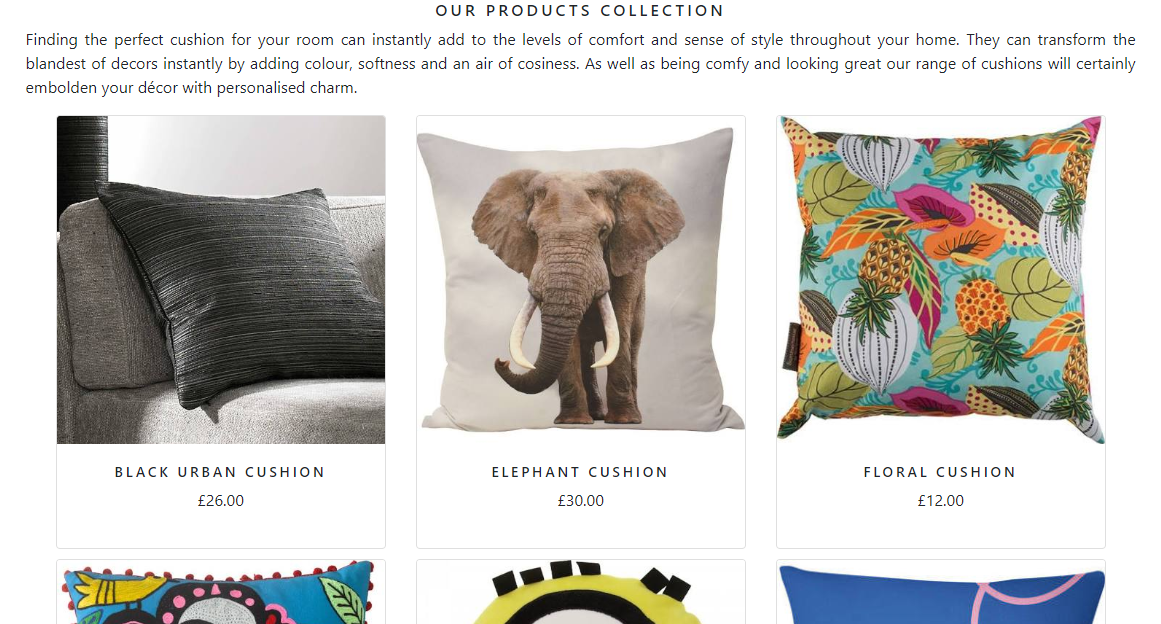 OUR PRODUCTS COLLECTION
Finding the perfect cushion for your room can instantly add to the levels of comfort and sense of style throughout your home. They can transform the
blandest of decors instantly by adding colour, softness and an air of cosiness. As well as being comfy and looking great our range of cushions will certainly
embolden your décor with personalised charm.
BLACK URBAN CUSHION
£26.00
ELEPHANT CUSHION
£30.00
FLORAL CUSHION
£12.00